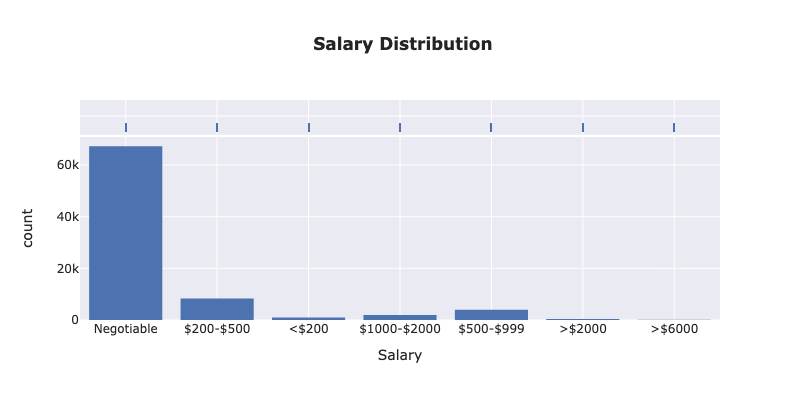 Salary Distribution
60k
40k
20k
0
count
Negotiable
$200-$500
<$200
$1000-$2000
$500-$999
>$2000
>$6000
Salary